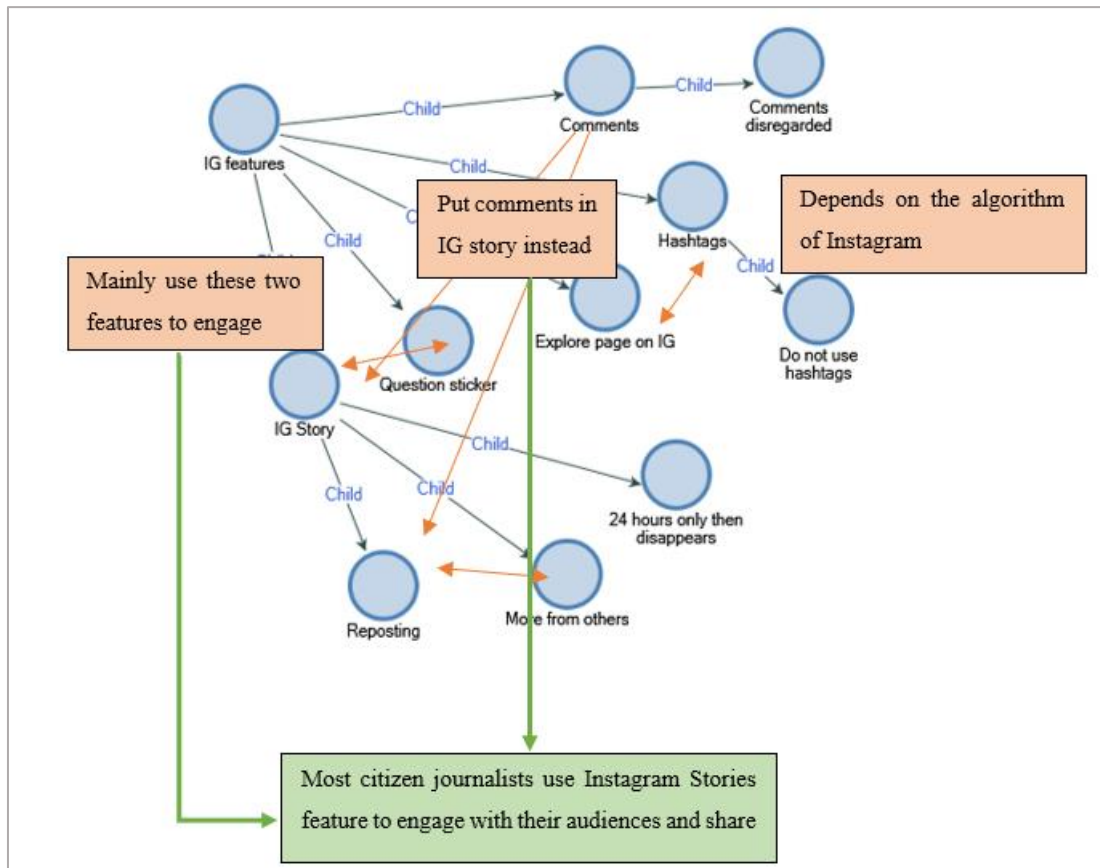 Child
Comments
Child
Comments
disregarded
IG features
Child
Hashtags
Child
Do not use
hashtags
Depends on the algorithm
of Instagram
Put comments in
IG story instead
Child
Mainly use these two
features to engage
Explore page on IG
Question sticker
IG Story
Child
Child
Child
24 hours only then
disappears
Reposting
More from others
Most citizen journalists use Instagram Stories
feature to engage with their audiences and share